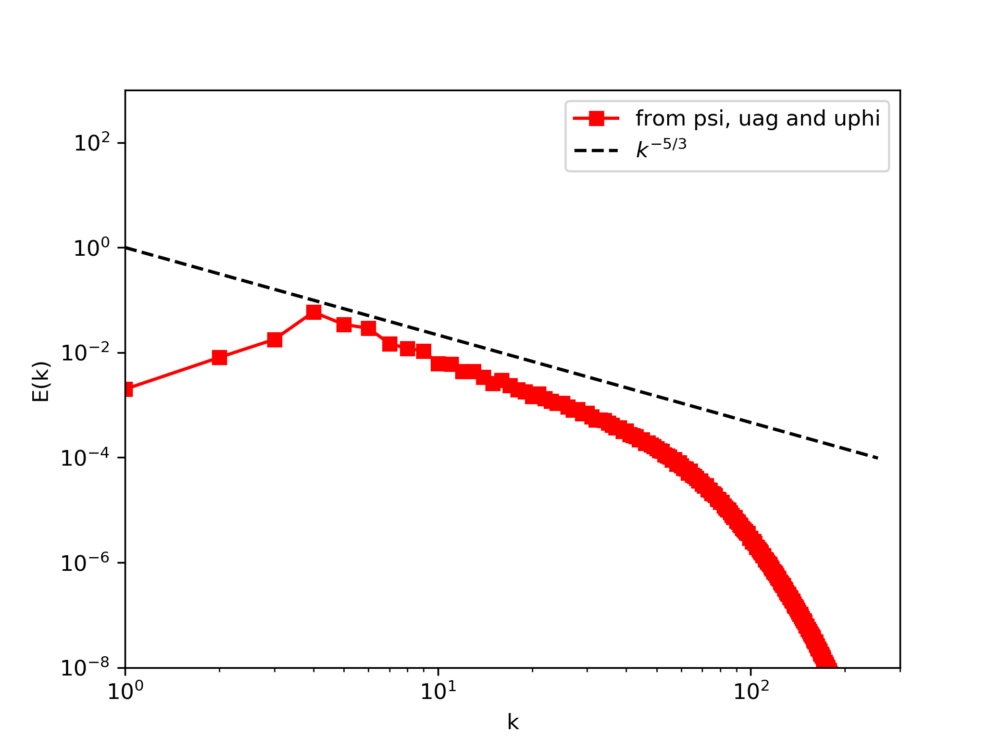 from psi, uag and uphi
k^{-5/3}
10^2
10^0
10^{-2}
10^{-4}
10^{-6}
10^{-8}
E(k)
10^0 10^1 10^2
k